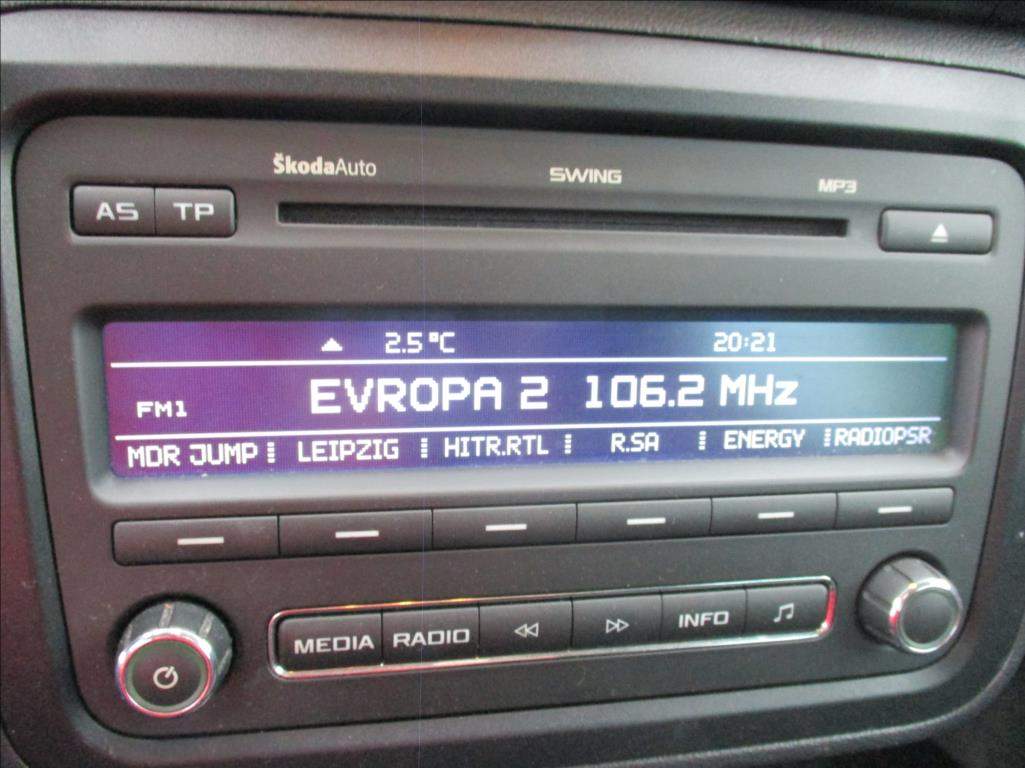 ŠkodaAuto SWING MP3
AS TP
2.5°C 20:21
FM1 EVROPA 2 106.2 MHz
MDR JUMP LEIPZIG HITR.RTL R.SA ENERGY RADIOPSR
MEDIA RADIO INFO